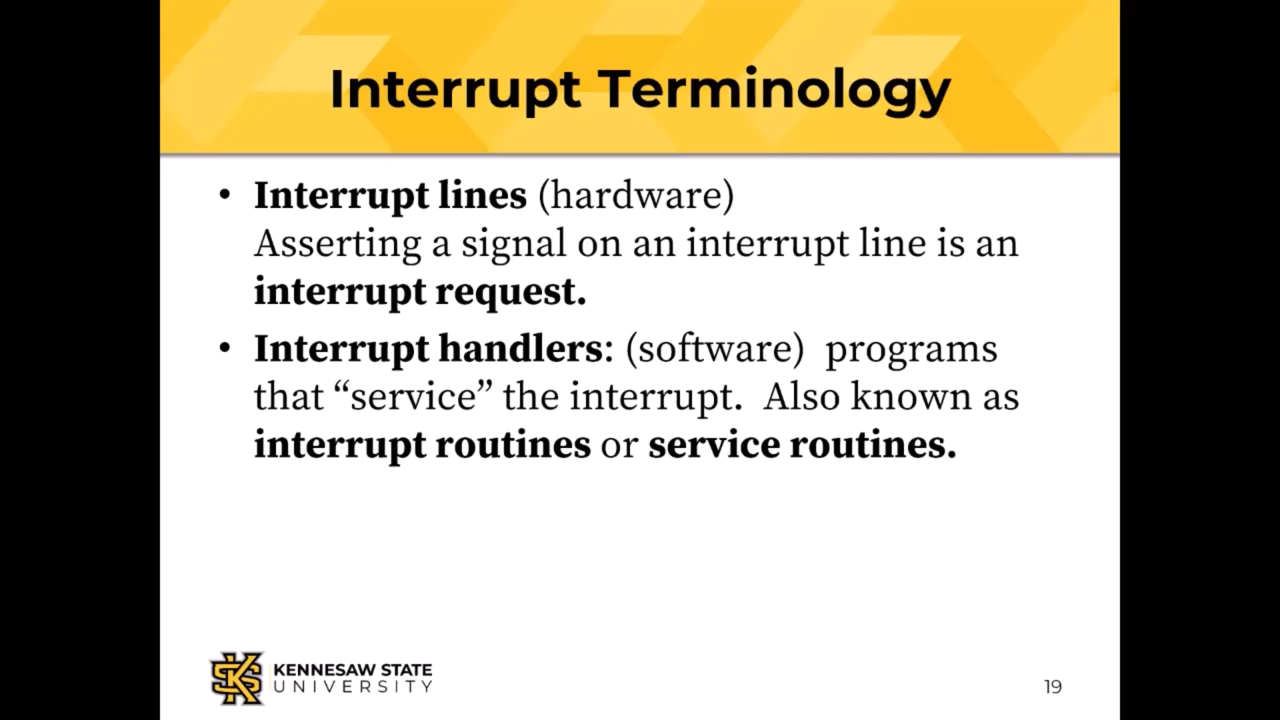 Interrupt Terminology
• Interrupt lines (hardware)
Asserting a signal on an interrupt line is an
interrupt request.
• Interrupt handlers: (software)  programs
that “service” the interrupt.  Also known as
interrupt routines or service routines.
KENNESAW STATE
UNIVERSITY
19